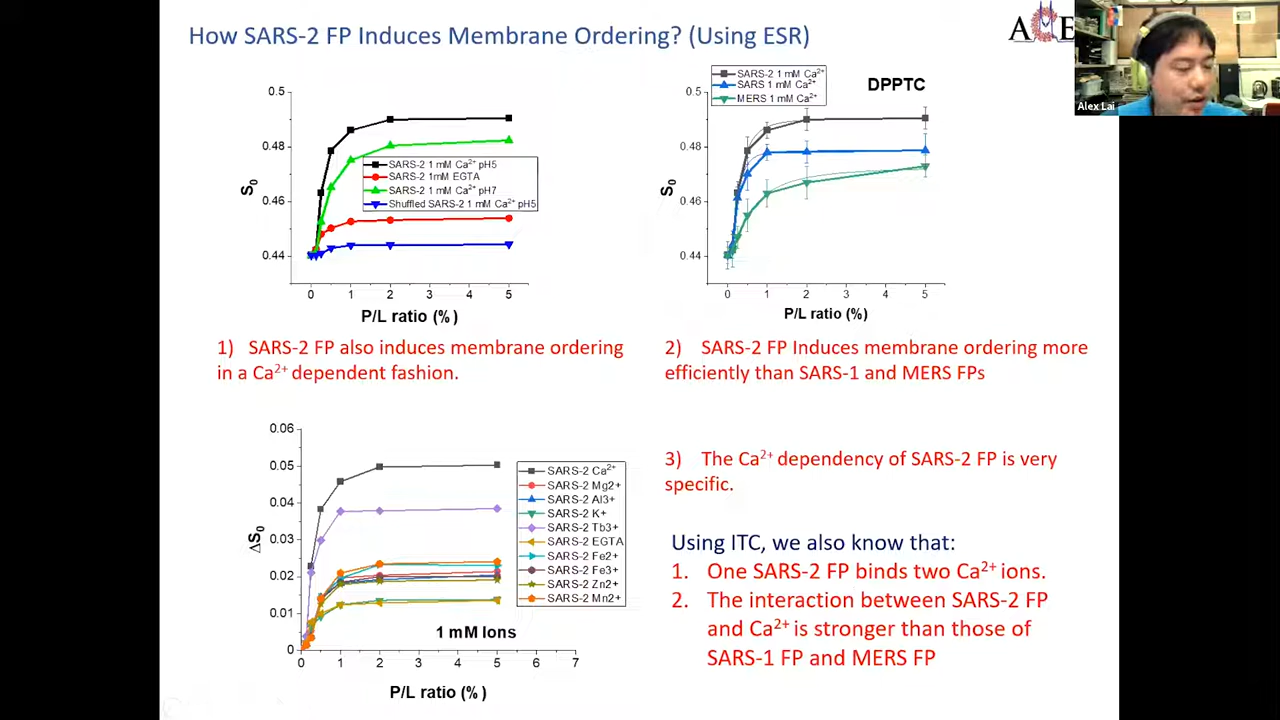 How SARS-2 FP Induces Membrane Ordering? (Using ESR)
ACE
Alex Lai
0.5
0.48
0.46
0.44
S₀
SARS-2 1 mM Ca²⁺ pH5
SARS-2 1mM EGTA
SARS-2 1 mM Ca²⁺ pH7
Shuffled SARS-2 1 mM Ca²⁺ pH5
0 1 2 3 4 5
P/L ratio (%)
SARS-2 1 mM Ca²⁺
SARS 1 mM Ca²⁺
MERS 1 mM Ca²⁺
DPPTC
0.5
0.48
0.46
0.44
S₀
0 1 2 3 4 5
P/L ratio (%)
1) SARS-2 FP also induces membrane ordering
in a Ca²⁺ dependent fashion.
2) SARS-2 FP Induces membrane ordering more
efficiently than SARS-1 and MERS FPs
0.06
0.05
0.04
0.03
0.02
0.01
0
ΔS₀
SARS-2 Ca²⁺
SARS-2 Mg2+
SARS-2 Al3+
SARS-2 K+
SARS-2 Tb3+
SARS-2 EGTA
SARS-2 Fe2+
SARS-2 Fe3+
SARS-2 Zn2+
SARS-2 Mn2+
1 mM Ions
0 1 2 3 4 5 6 7
P/L ratio (%)
3) The Ca²⁺ dependency of SARS-2 FP is very
specific.
Using ITC, we also know that:
1. One SARS-2 FP binds two Ca²⁺ ions.
2. The interaction between SARS-2 FP
and Ca²⁺ is stronger than those of
SARS-1 FP and MERS FP